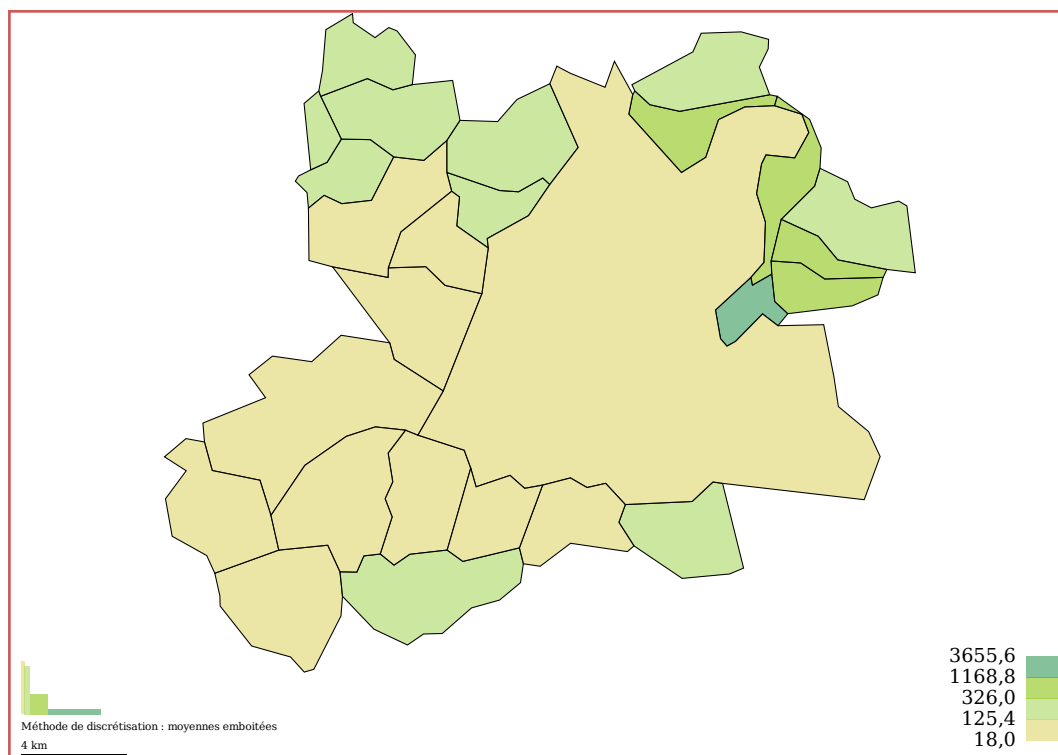 3655,6
1168,8
326,0
125,4
18,0
Méthode de discrétisation : moyennes emboitées
4 km